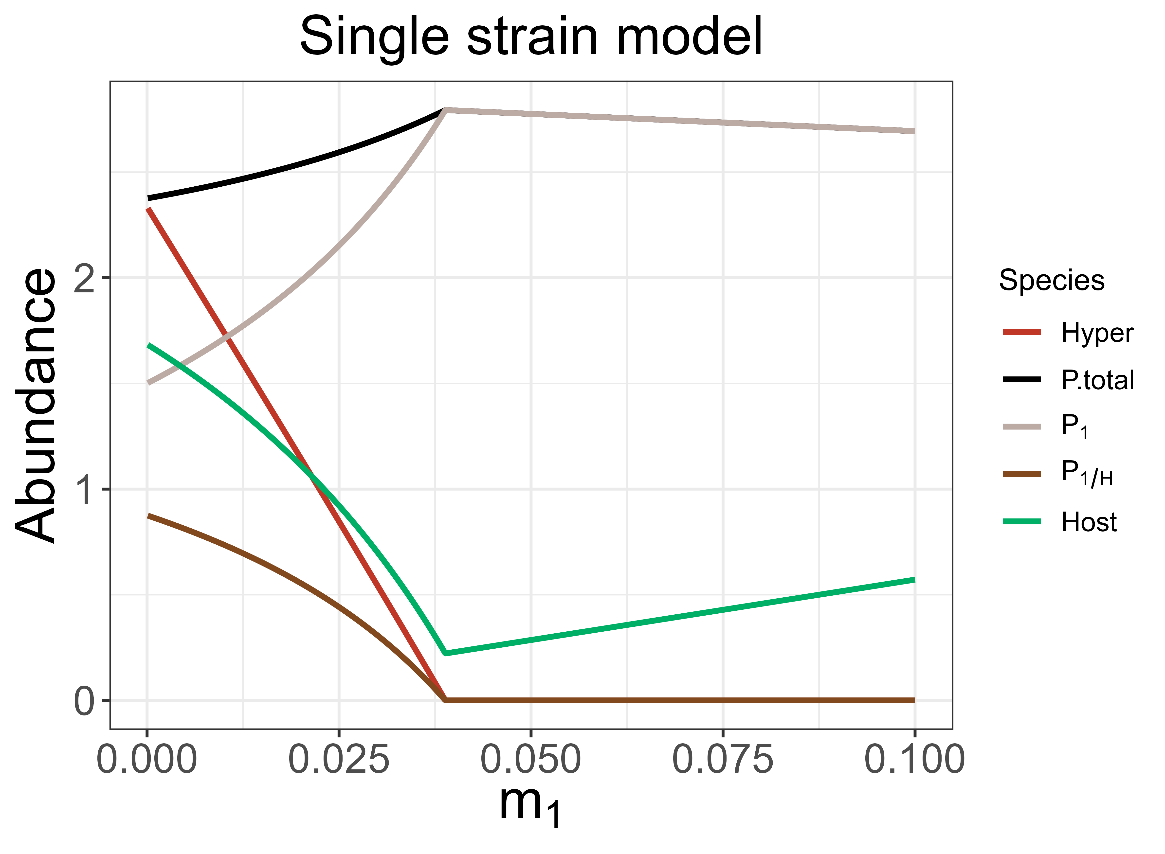 Single strain model
Abundance
2
1
0
0.000 0.025 0.050 0.075 0.100
m₁
Species
Hyper
P.total
P₁
P₁/H
Host